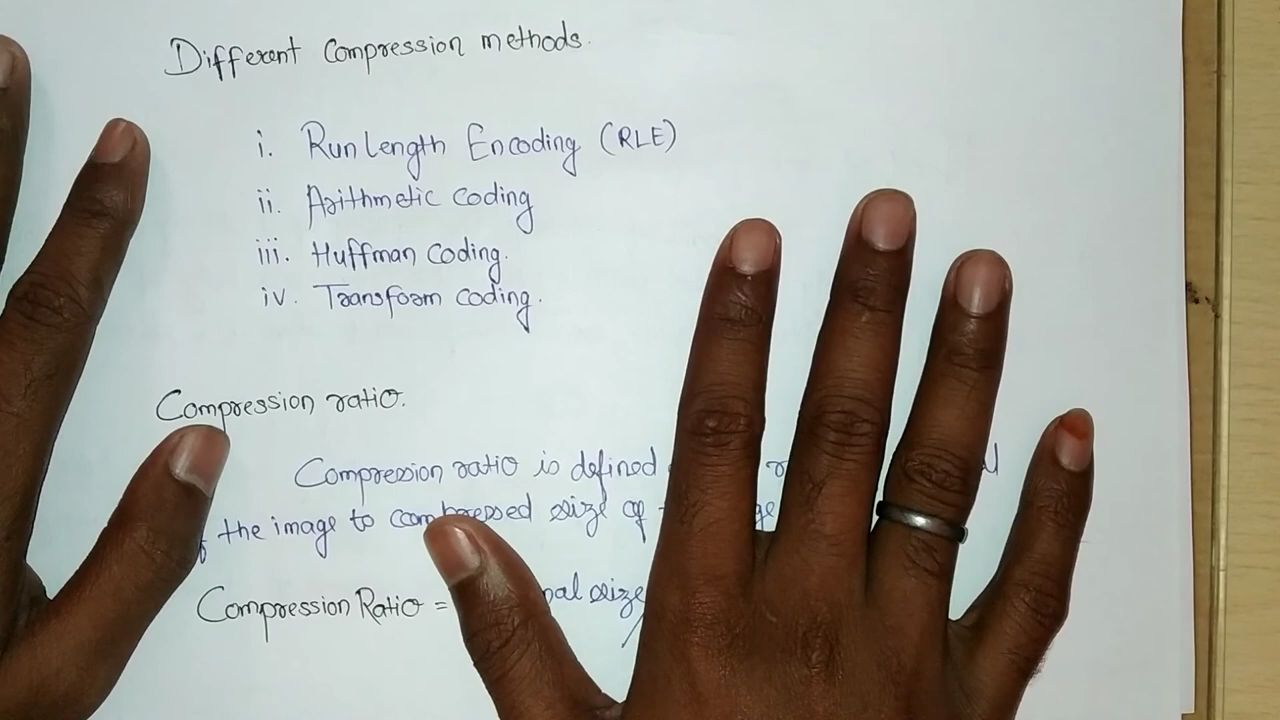 Different Compression methods.
i. Run length Encoding (RLE)
ii. Arithmetic coding
iii. Huffman coding.
iv. Transform coding.
Compression ratio.
Compression ratio is defined
the image to compressed size of
Compression Ratio = size